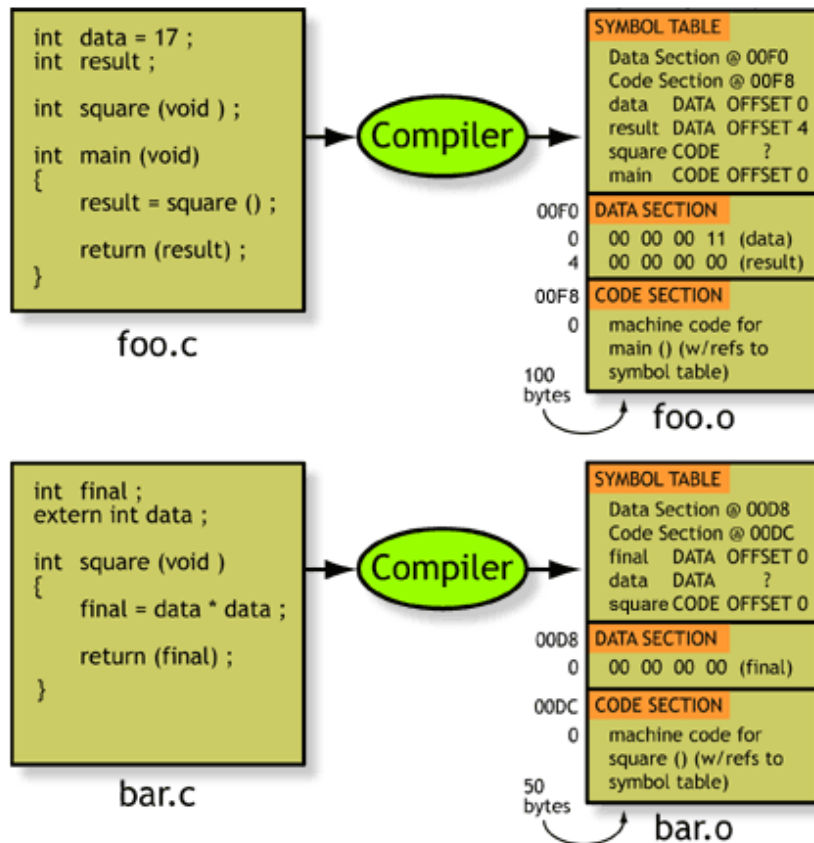 int data = 17 ;
int result ;
int square (void ) ;
int main (void)
{
result = square () ;
return (result) ;
}
foo.c
Compiler
SYMBOL TABLE
Data Section @ 00F0
Code Section @ 00F8
data DATA OFFSET 0
result DATA OFFSET 4
square CODE ?
main CODE OFFSET 0
00F0 DATA SECTION
0 00 00 00 11 (data)
4 00 00 00 00 (result)
00F8 CODE SECTION
0 machine code for
main () (w/refs to
symbol table)
100
bytes
foo.o
int final ;
extern int data ;
int square (void )
{
final = data * data ;
return (final) ;
}
bar.c
Compiler
SYMBOL TABLE
Data Section @ 00D8
Code Section @ 00DC
final DATA OFFSET 0
data DATA ?
square CODE OFFSET 0
00D8 DATA SECTION
0 00 00 00 00 (final)
00DC CODE SECTION
0 machine code for
square () (w/refs to
symbol table)
50
bytes
bar.o